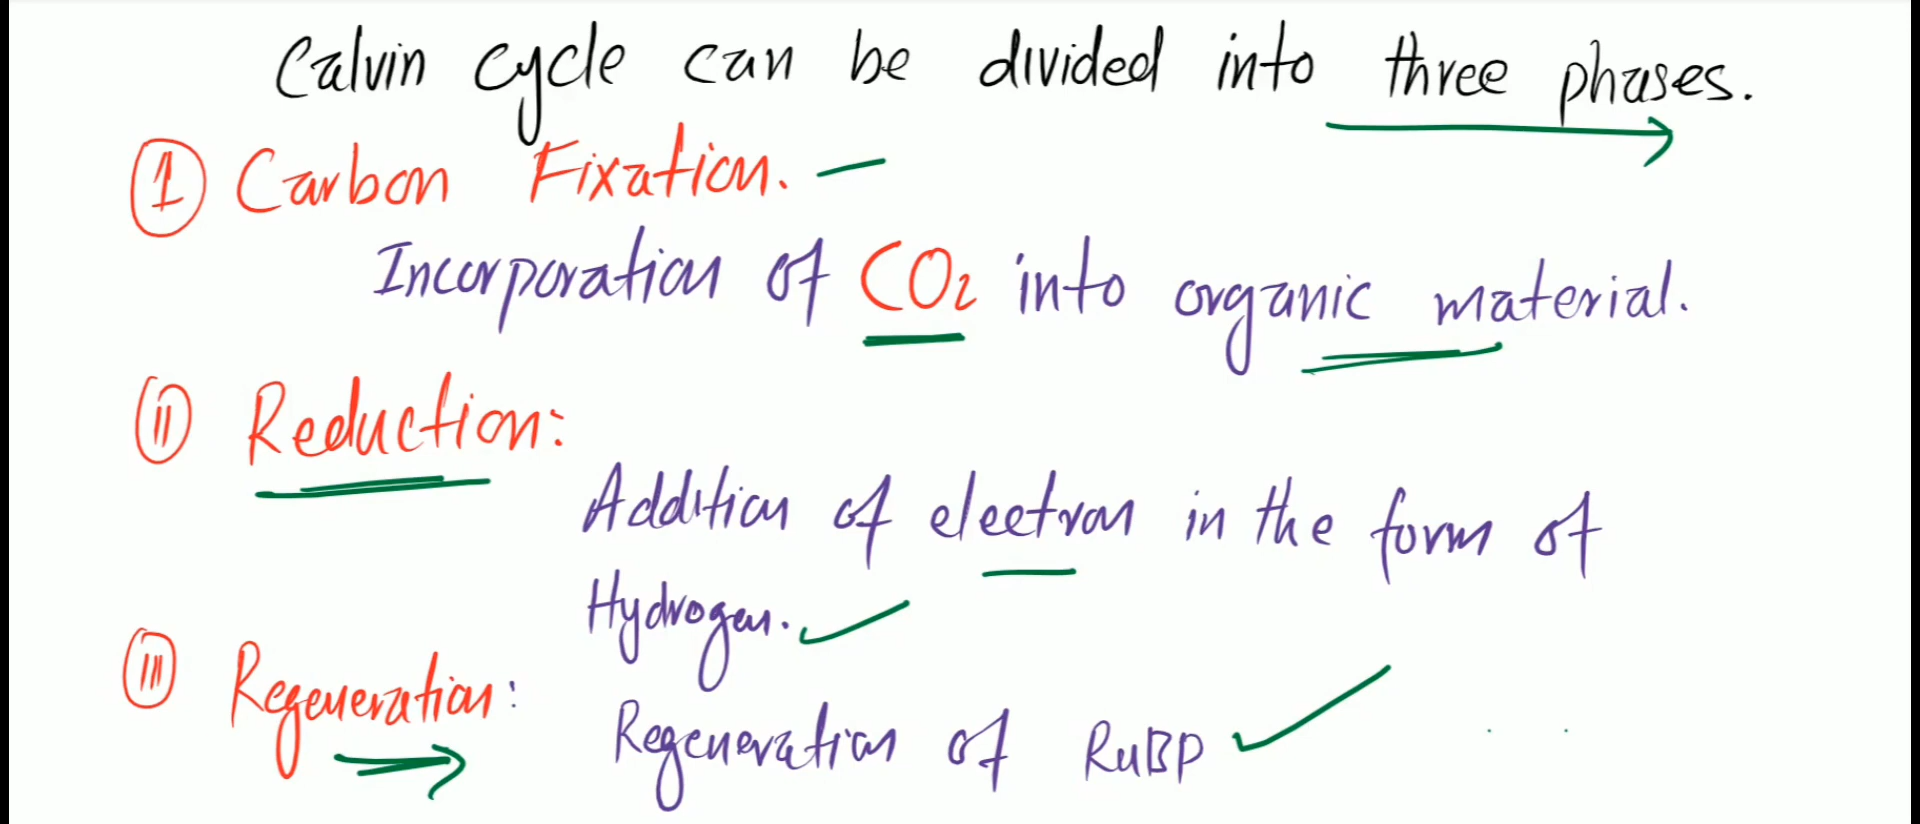 Calvin cycle can be divided into three phases.
I Carbon Fixation.
Incorporation of CO₂ into organic material.
II Reduction:
Addition of electron in the form of
Hydrogen.
III Regeneration:
Regeneration of RuBP